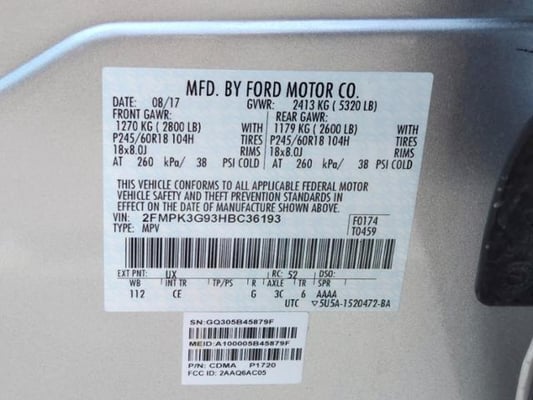 MFD. BY FORD MOTOR CO.
DATE: 08/17 GVWR: 2413 KG ( 5320 LB)
FRONT GAWR: REAR GAWR:
1270 KG ( 2800 LB) WITH 1179 KG ( 2600 LB) WITH
P245/60R18 104H TIRES P245/60R18 104H TIRES
18x8.0J RIMS 18x8.0J RIMS
AT 260 kPa/ 38 PSI COLD AT 260 kPa/ 38 PSI COLD
THIS VEHICLE CONFORMS TO ALL APPLICABLE FEDERAL MOTOR
VEHICLE SAFETY AND THEFT PREVENTION STANDARDS IN EFFECT ON
THE DATE OF MANUFACTURE SHOWN ABOVE.
VIN: 2FMPK3G93HBC36193 F0174
TYPE: MPV T0459
EXT PNT: UX RC: 52 DSO:
WB INT TR TP/PS R AXLE TR SPR
112 CE G 3C 6 AAAA
UTC ▽5U5A-1520472-BA
SN:GQ305B45879F
MEID:A100005B45879F
P/N: CDMA P1720
FCC ID: 2AAQ6AC05